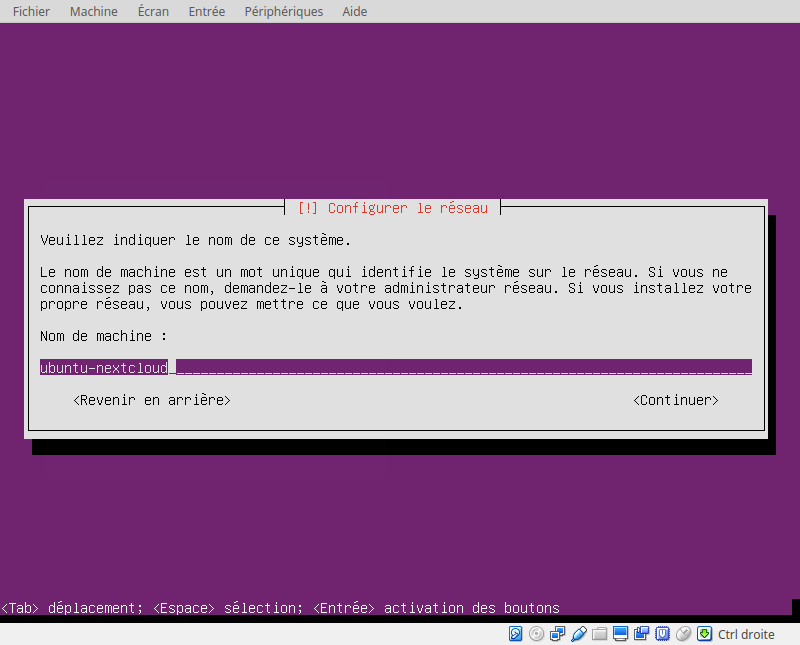 Fichier Machine Écran Entrée Périphériques Aide
[!] Configurer le réseau
Veuillez indiquer le nom de ce système.
Le nom de machine est un mot unique qui identifie le système sur le réseau. Si vous ne
connaissez pas ce nom, demandez-le à votre administrateur réseau. Si vous installez votre
propre réseau, vous pouvez mettre ce que vous voulez.
Nom de machine :
ubuntu-nextcloud
<Revenir en arrière> <Continuer>
<Tab> déplacement; <Espace> sélection; <Entrée> activation des boutons
Ctrl droite